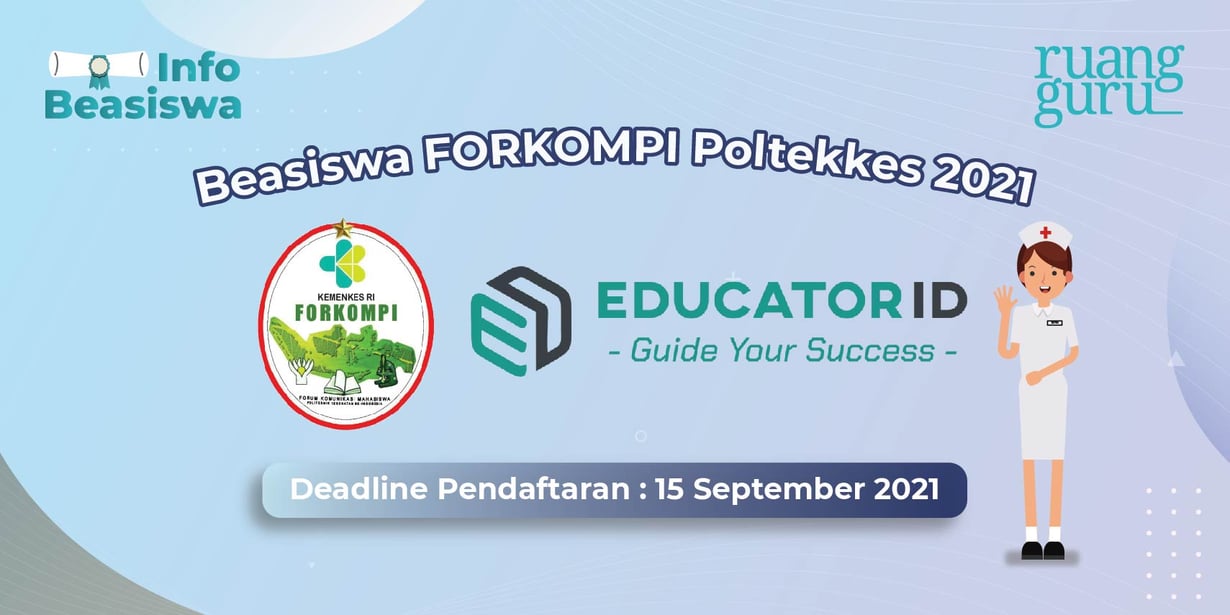 Info
Beasiswa
ruang
guru
Beasiswa FORKOMPI Poltekkes 2021
KEMENKES RI
FORKOMPI
FORUM KOMUNIKASI MAHASISWA
EDUCATOR ID
- Guide Your Success -
Deadline Pendaftaran : 15 September 2021